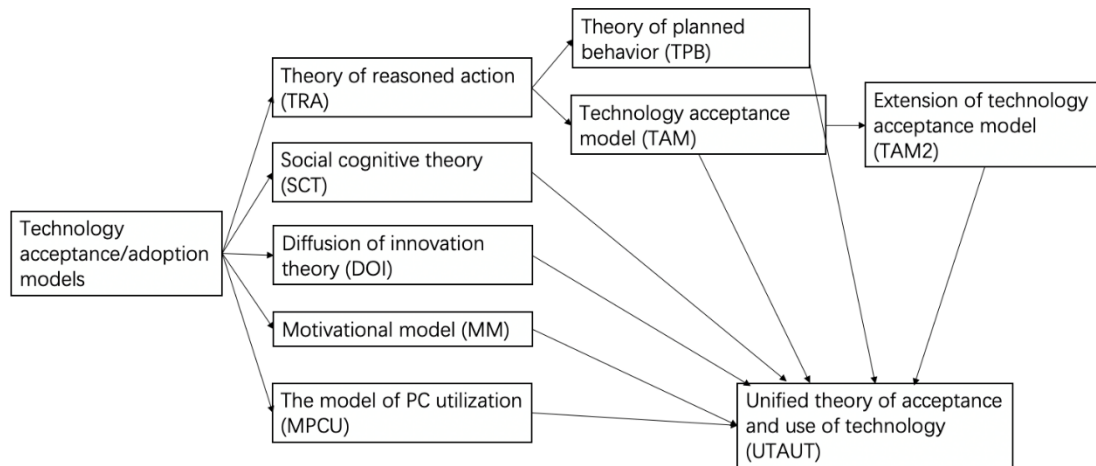 Technology
acceptance/adoption
models
Theory of reasoned action
(TRA)
Social cognitive theory
(SCT)
Diffusion of innovation
theory (DOI)
Motivational model (MM)
The model of PC utilization
(MPCU)
Theory of planned
behavior (TPB)
Technology acceptance
model (TAM)
Extension of technology
acceptance model
(TAM2)
Unified theory of acceptance
and use of technology
(UTAUT)